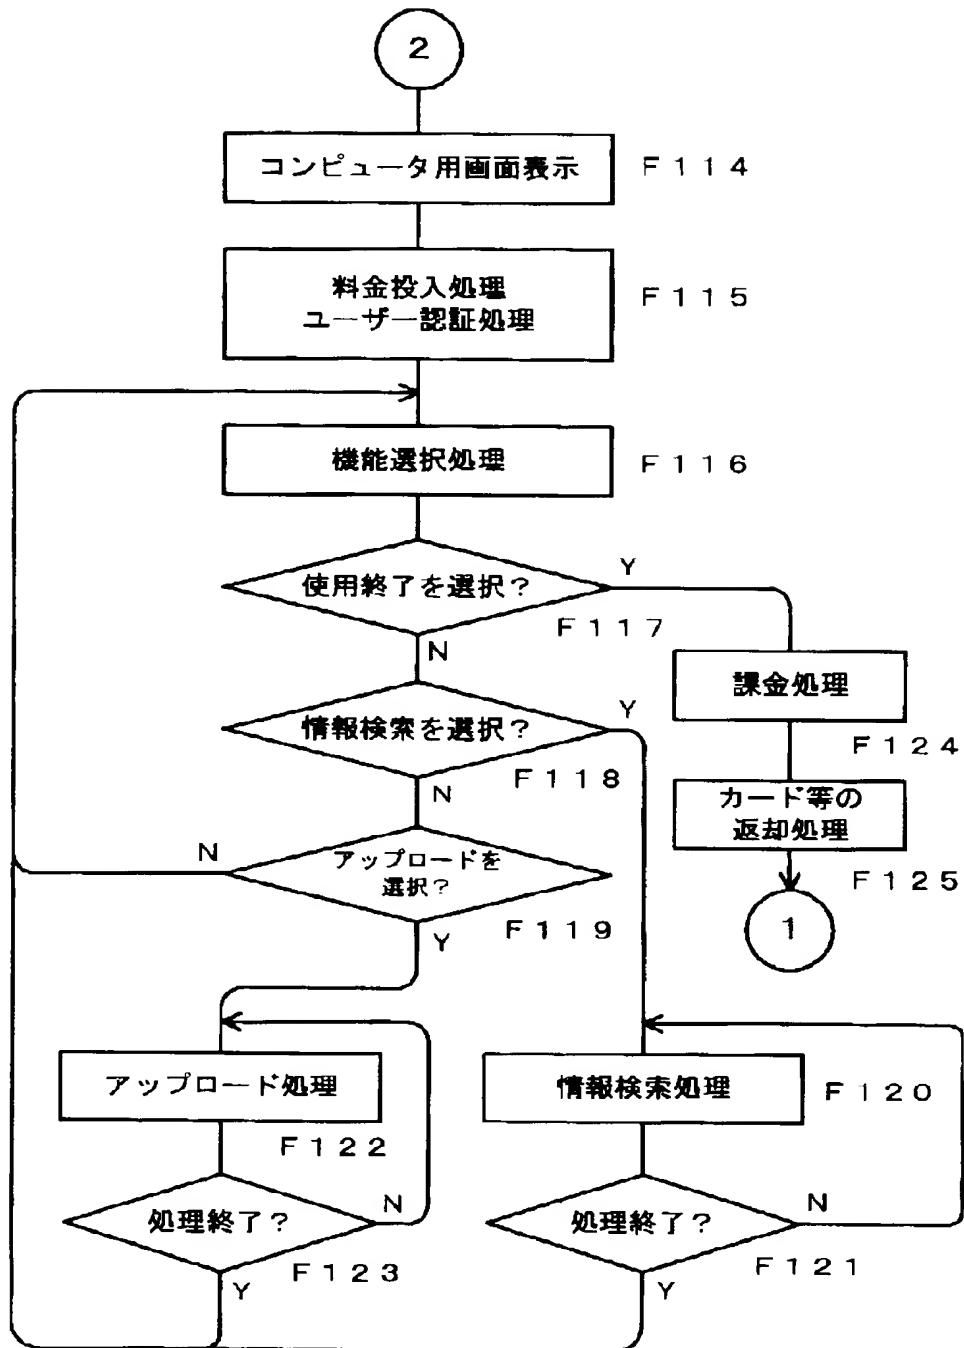 2
コンピュータ用画面表示 F114
料金投入処理
ユーザー認証処理
F115
機能選択処理 F116
使用終了を選択? Y
F117
N
課金処理
F124
情報検索を選択? Y
F118
N
カード等の
返却処理
F125
1
アップロードを
選択?
N
F119
Y
アップロード処理
F122
情報検索処理 F120
処理終了? N
F123
Y
処理終了? N
F121
Y